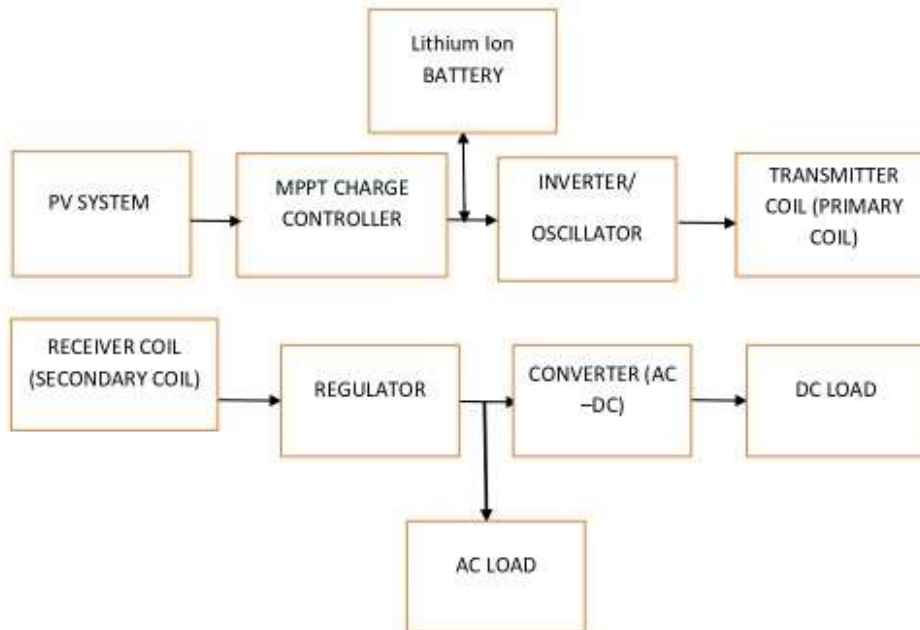 Lithium Ion
BATTERY
PV SYSTEM
MPPT CHARGE
CONTROLLER
INVERTER/
OSCILLATOR
TRANSMITTER
COIL (PRIMARY
COIL)
RECEIVER COIL
(SECONDARY COIL)
REGULATOR
CONVERTER (AC
–DC)
DC LOAD
AC LOAD